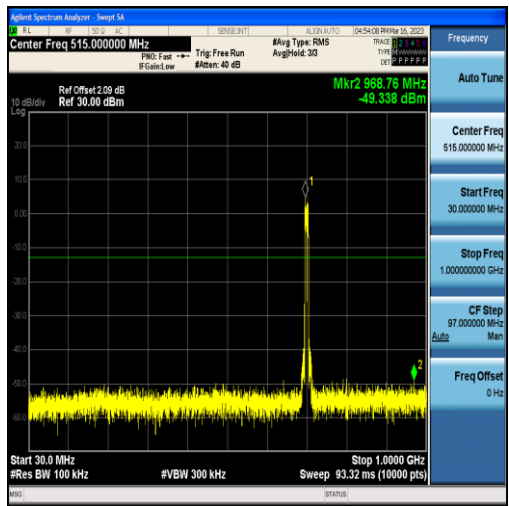 Agilent Spectrum Analyzer - Swept SA
RL RF 50 Ω AC SENSE:INT ALIGN AUTO 04:54:08 PM Mar 16, 2023
Center Freq 515.000000 MHz
PNO: Fast
IFGain:Low
Trig: Free Run
#Atten: 40 dB
#Avg Type: RMS
Avg|Hold: 3/3
TRACE 1 2 3 4 5 6
TYPE MWWWWW
DET P P P P P P
Frequency
Auto Tune
Center Freq
515.000000 MHz
Start Freq
30.000000 MHz
Stop Freq
1.000000000 GHz
CF Step
97.000000 MHz
Auto Man
Freq Offset
0 Hz
Mkr2 968.76 MHz
-49.338 dBm
Ref Offset 2.09 dB
10 dB/div Ref 30.00 dBm
Log
20.0
10.0
0.00
-10.0
-20.0
-30.0
-40.0
-50.0
-60.0
1
2
Start 30.0 MHz Stop 1.0000 GHz
#Res BW 100 kHz #VBW 300 kHz Sweep 93.32 ms (10000 pts)
MSG STATUS